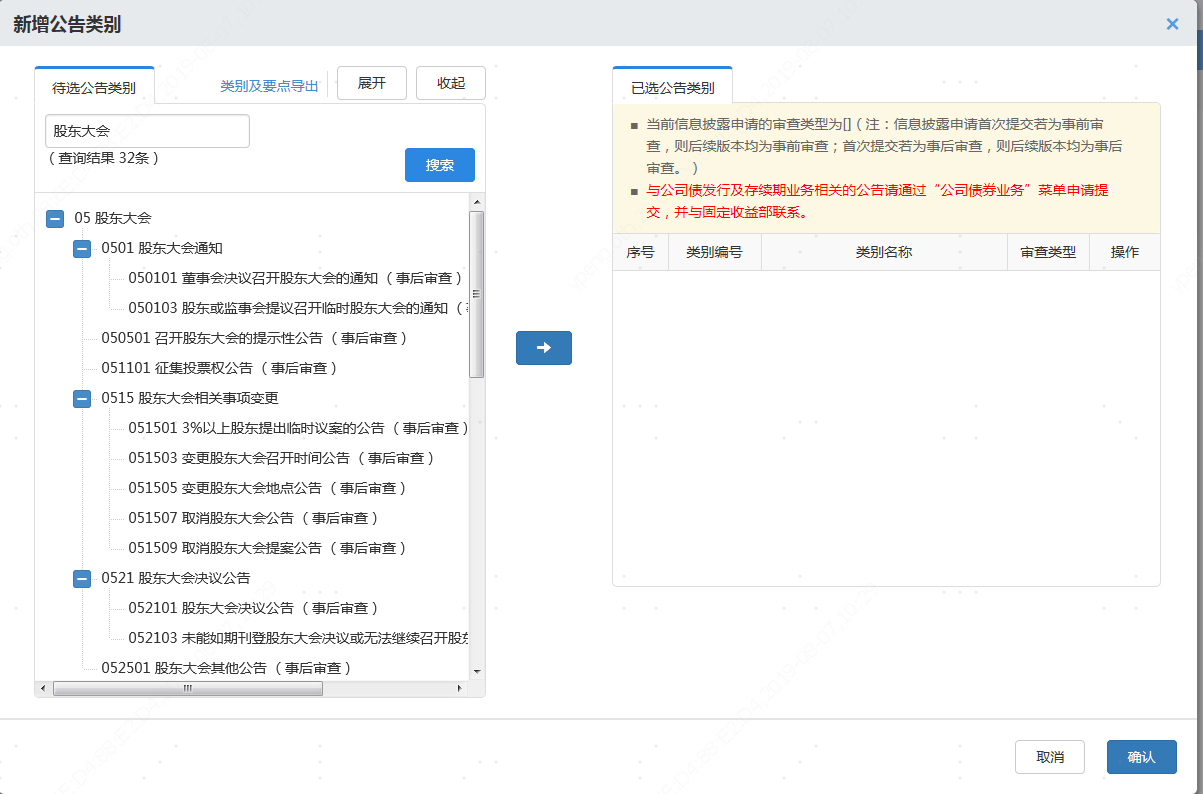 新增公告类别
×
待选公告类别
类别及要点导出
展开
收起
股东大会
（查询结果 32条）
搜索
05 股东大会
0501 股东大会通知
050101 董事会决议召开股东大会的通知（事后审查）
050103 股东或监事会提议召开临时股东大会的通知（
050501 召开股东大会的提示性公告（事后审查）
051101 征集投票权公告（事后审查）
0515 股东大会相关事项变更
051501 3%以上股东提出临时议案的公告（事后审查）
051503 变更股东大会召开时间公告（事后审查）
051505 变更股东大会地点公告（事后审查）
051507 取消股东大会公告（事后审查）
051509 取消股东大会提案公告（事后审查）
0521 股东大会决议公告
052101 股东大会决议公告（事后审查）
052103 未能如期刊登股东大会决议或无法继续召开股东
052501 股东大会其他公告（事后审查）
已选公告类别
■ 当前信息披露申请的审查类型为[]（注：信息披露申请首次提交若为事前审
查，则后续版本均为事前审查；首次提交若为事后审查，则后续版本均为事后
审查。）
■ 与公司债发行及存续期业务相关的公告请通过“公司债券业务”菜单申请提
交，并与固定收益部联系。
序号 类别编号 类别名称 审查类型 操作
取消
确认